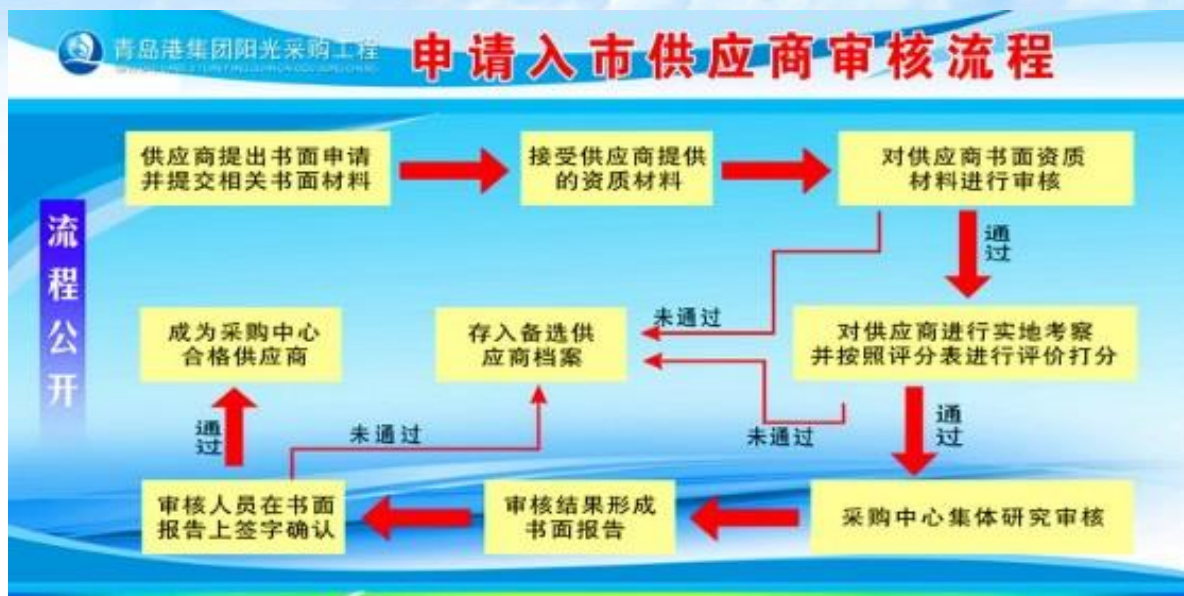 青岛港集团阳光采购工程
申请入市供应商审核流程
流程公开
供应商提出书面申请
并提交相关书面材料
接受供应商提供
的资质材料
对供应商书面资质
材料进行审核
通过
未通过
对供应商进行实地考察
并按照评分表进行评价打分
存入备选供
应商档案
成为采购中心
合格供应商
通过
未通过
未通过
通过
采购中心集体研究审核
审核结果形成
书面报告
审核人员在书面
报告上签字确认